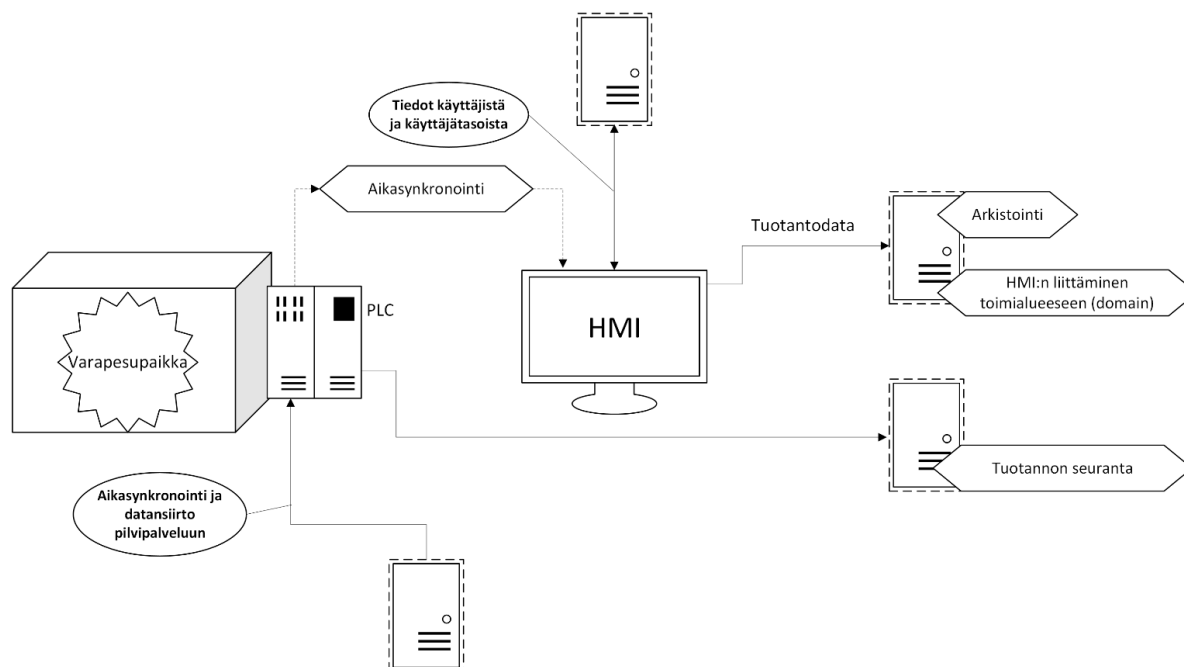 Tiedot käyttäjistä
ja käyttäjätasoista
Aikasynkronointi
Tuotantodata
Arkistointi
HMI:n liittäminen
toimialueeseen (domain)
HMI
PLC
Varapesupaikka
Tuotannon seuranta
Aikasynkronointi ja
datansiirto
pilvipalveluun